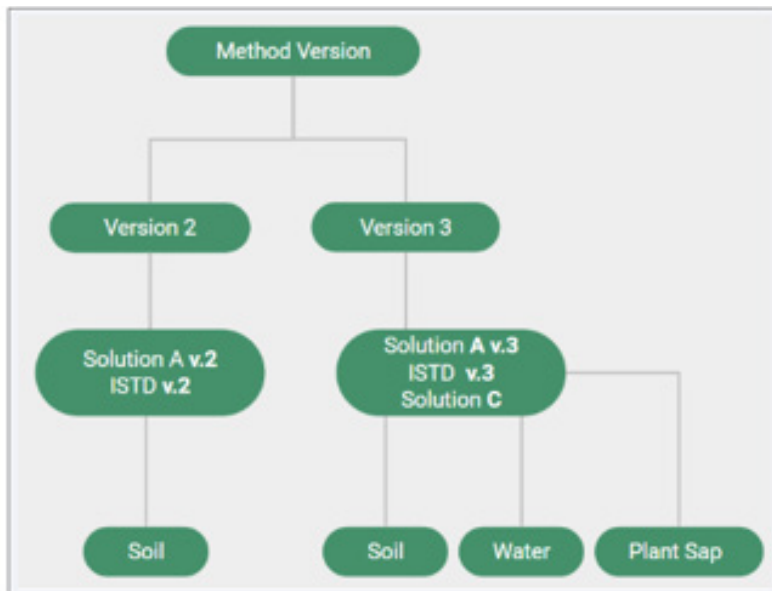 Method Version
Version 2
Version 3
Solution A v.2
ISTD v.2
Solution A v.3
ISTD v.3
Solution C
Soil
Soil
Water
Plant Sap